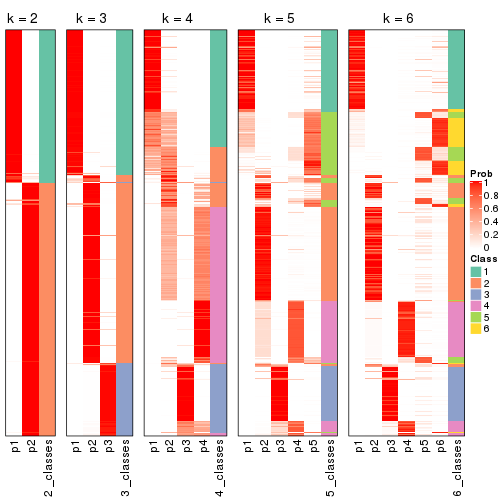 k = 2
k = 3
k = 4
k = 5
k = 6
Prob
1
0.8
0.6
0.4
0.2
0
Class
1
2
3
4
5
6
p1
p2
2_classes
p1
p2
p3
3_classes
p1
p2
p3
p4
4_classes
p1
p2
p3
p4
p5
5_classes
p1
p2
p3
p4
p5
p6
6_classes